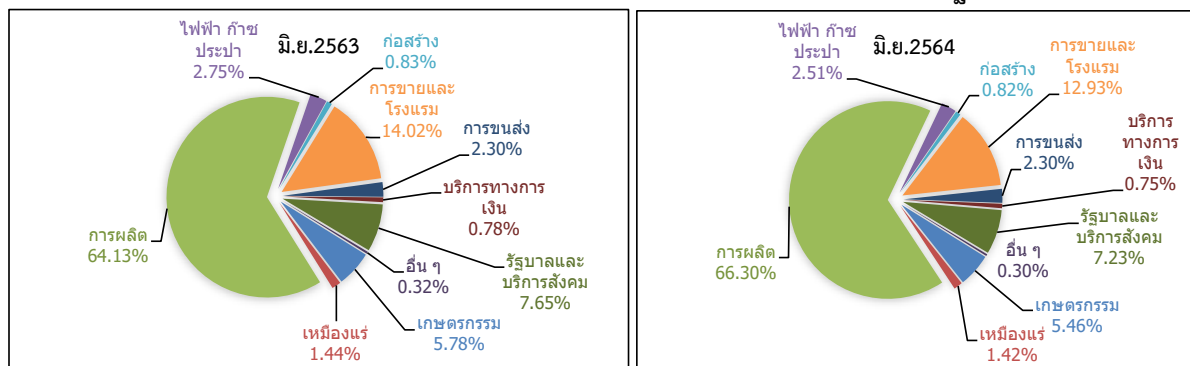 มิ.ย.2563
ไฟฟ้า ก๊าซ
ประปา
2.75%
ก่อสร้าง
0.83%
การขายและ
โรงแรม
14.02%
การขนส่ง
2.30%
บริการทางการ
เงิน
0.78%
รัฐบาลและ
บริการสังคม
7.65%
อื่น ๆ
0.32%
เกษตรกรรม
5.78%
เหมืองแร่
1.44%
การผลิต
64.13%
มิ.ย.2564
ไฟฟ้า ก๊าซ
ประปา
2.51%
ก่อสร้าง
0.82%
การขายและ
โรงแรม
12.93%
การขนส่ง
2.30%
บริการ
ทางการ
เงิน
0.75%
รัฐบาลและ
บริการสังคม
7.23%
อื่น ๆ
0.30%
เกษตรกรรม
5.46%
เหมืองแร่
1.42%
การผลิต
66.30%